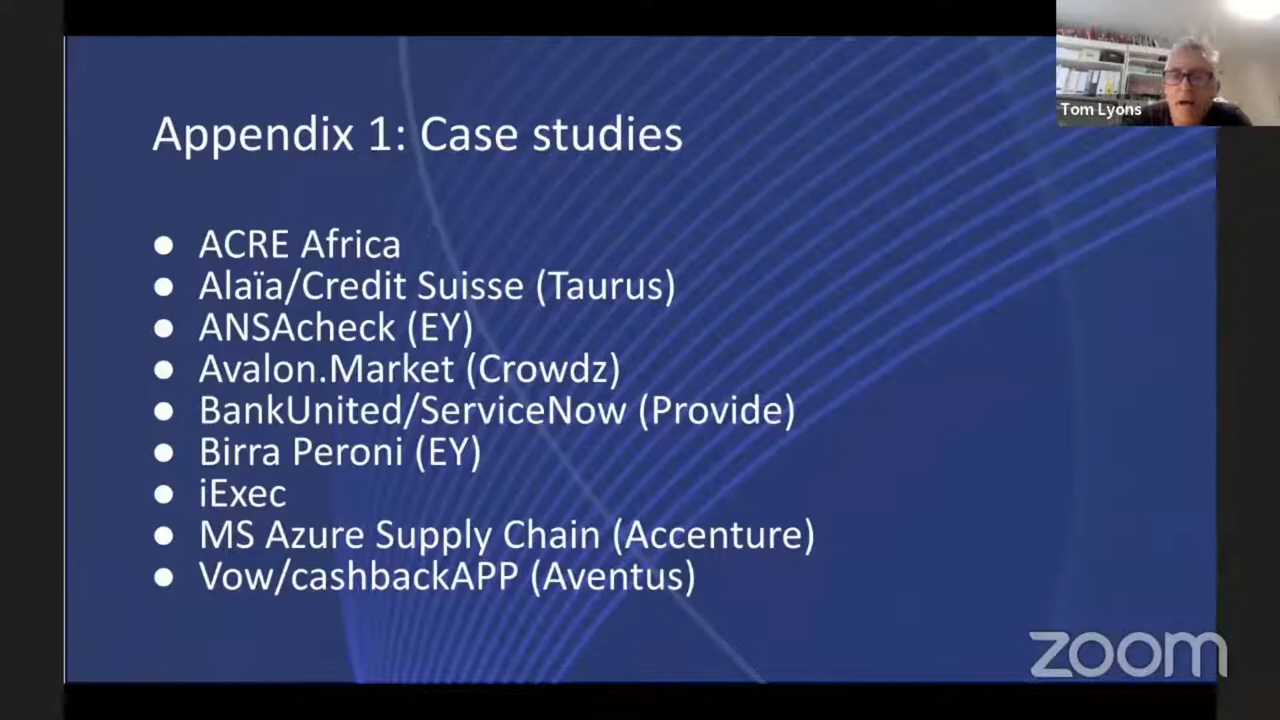 Tom Lyons
Appendix 1: Case studies
● ACRE Africa
● Alaïa/Credit Suisse (Taurus)
● ANSAcheck (EY)
● Avalon.Market (Crowdz)
● BankUnited/ServiceNow (Provide)
● Birra Peroni (EY)
● iExec
● MS Azure Supply Chain (Accenture)
● Vow/cashbackAPP (Aventus)
zoom